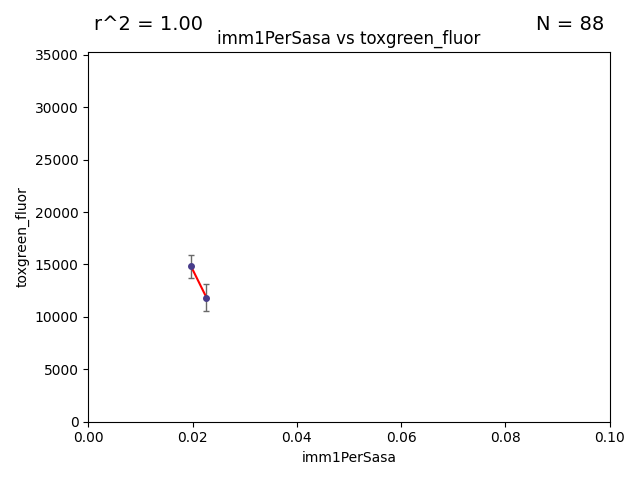 r^2 = 1.00
N = 88
imm1PerSasa vs toxgreen_fluor
35000
30000
25000
20000
15000
10000
5000
0
toxgreen_fluor
0.00 0.02 0.04 0.06 0.08 0.10
imm1PerSasa